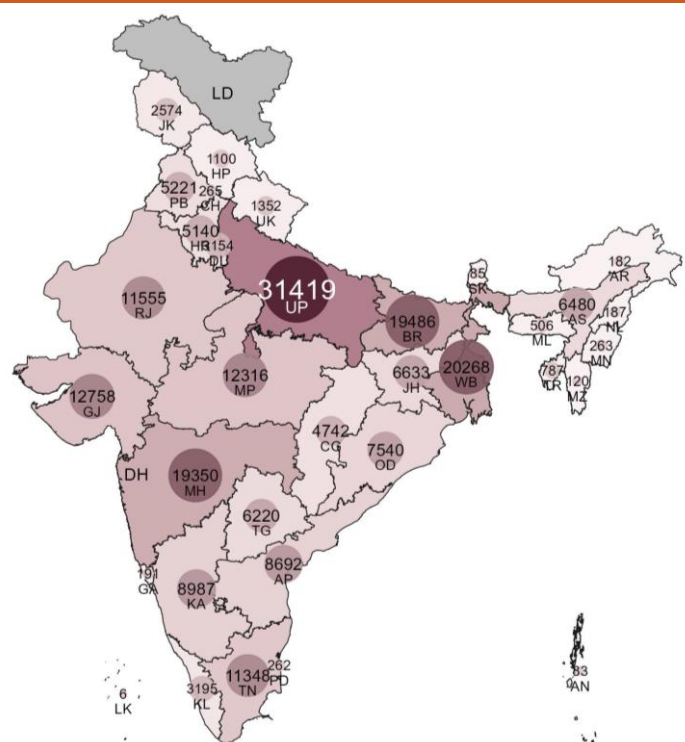 LD
2574
JK
1100
HP
5221
PB
265
CH
1352
UK
5140
HR
3154
DU
31419
UP
11555
RJ
85
SK
182
AR
6480
AS
187
NL
506
ML
263
MN
787
TR
120
MZ
19486
BR
12316
MP
6633
JH
20268
WB
12758
GJ
4742
CG
7540
OD
DH
19350
MH
6220
TG
8692
AP
191
GA
8987
KA
262
PD
11348
TN
3195
KL
6
LK
33
AN